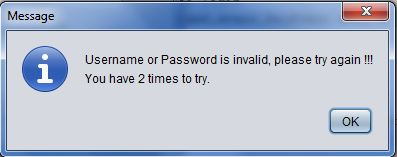 Message
Username or Password is invalid, please try again !!!
You have 2 times to try.
OK